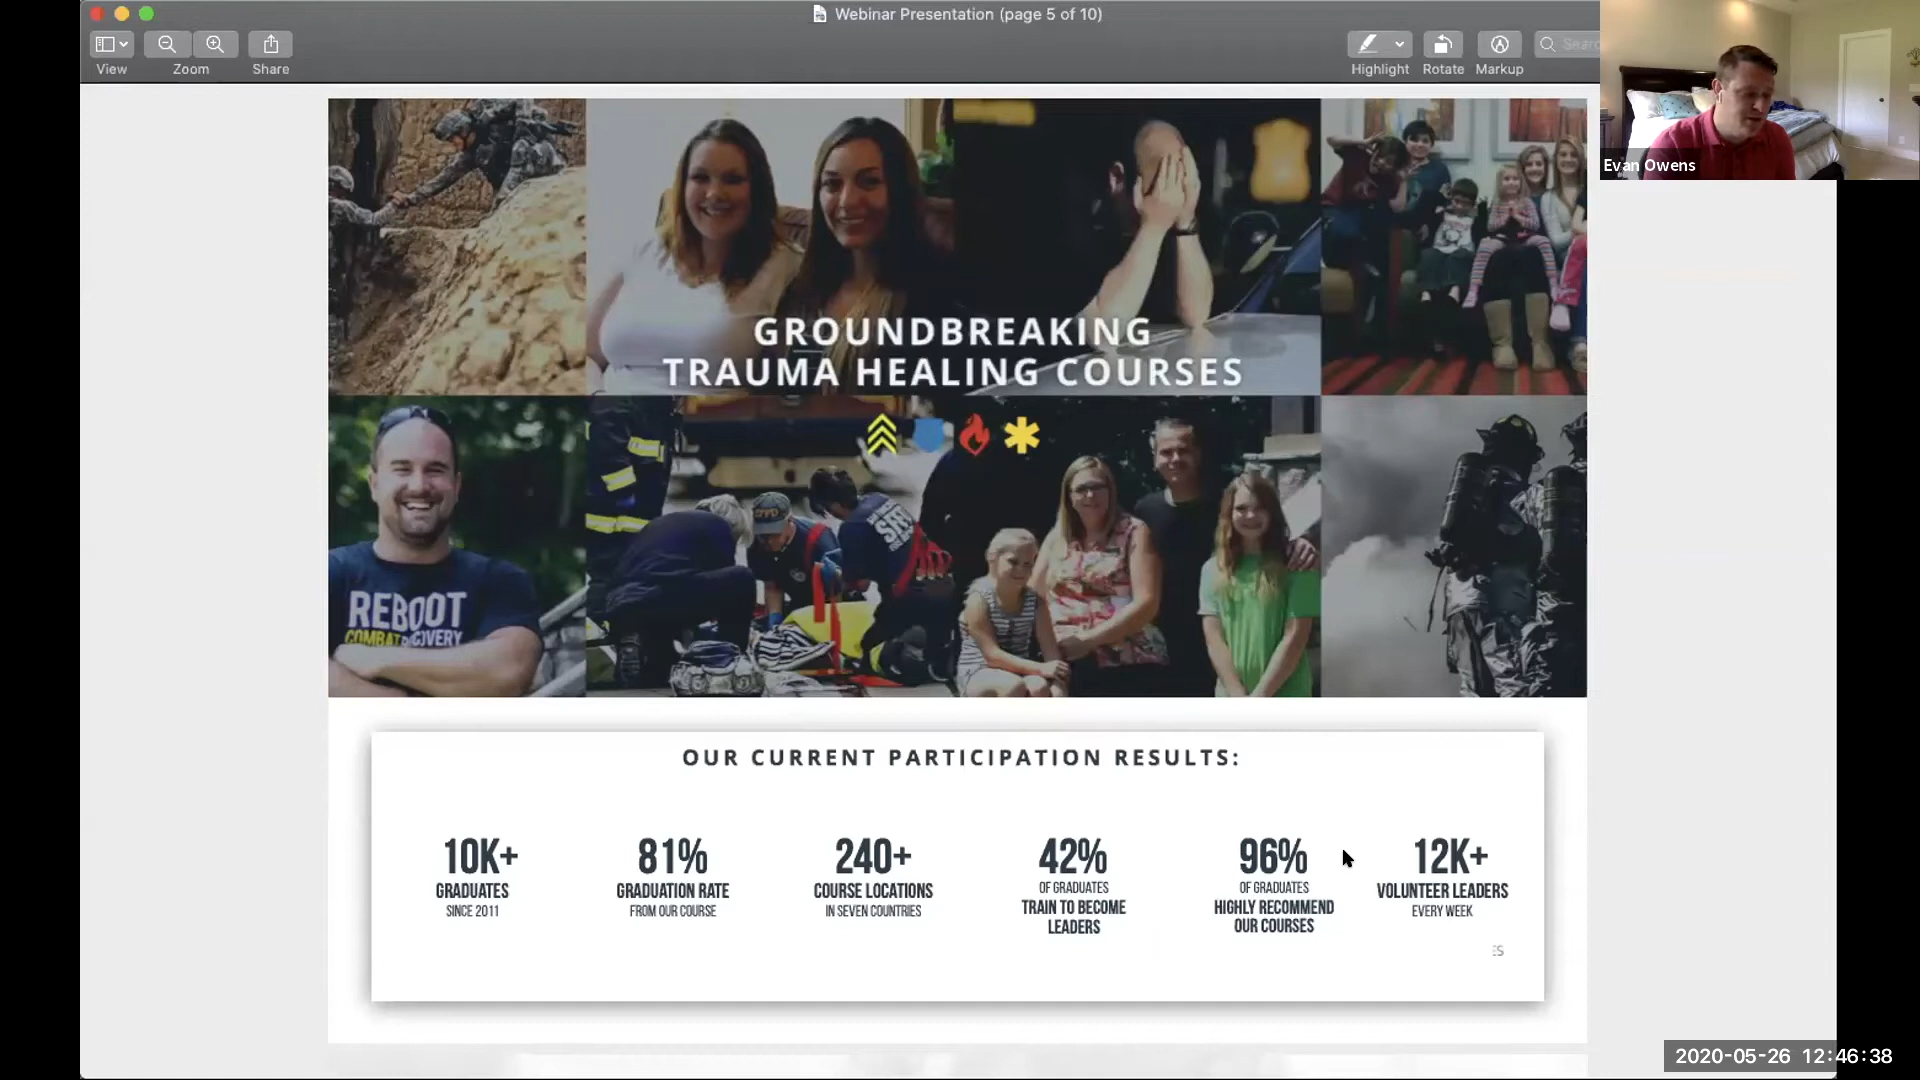 Webinar Presentation (page 5 of 10)
View
Zoom
Share
Highlight
Rotate
Markup
Evan Owens
GROUNDBREAKING
TRAUMA HEALING COURSES
REBOOT
COMBAT RECOVERY
OUR CURRENT PARTICIPATION RESULTS:
10K+
GRADUATES
SINCE 2011
81%
GRADUATION RATE
FROM OUR COURSE
240+
COURSE LOCATIONS
IN SEVEN COUNTRIES
42%
OF GRADUATES
TRAIN TO BECOME
LEADERS
96%
OF GRADUATES
HIGHLY RECOMMEND
OUR COURSES
12K+
VOLUNTEER LEADERS
EVERY WEEK
2020-05-26 12:46:38